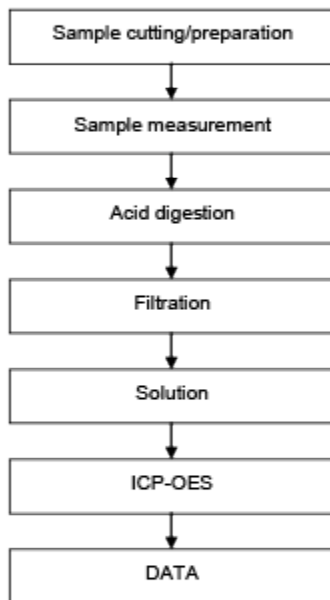 Sample cutting/preparation
Sample measurement
Acid digestion
Filtration
Solution
ICP-OES
DATA